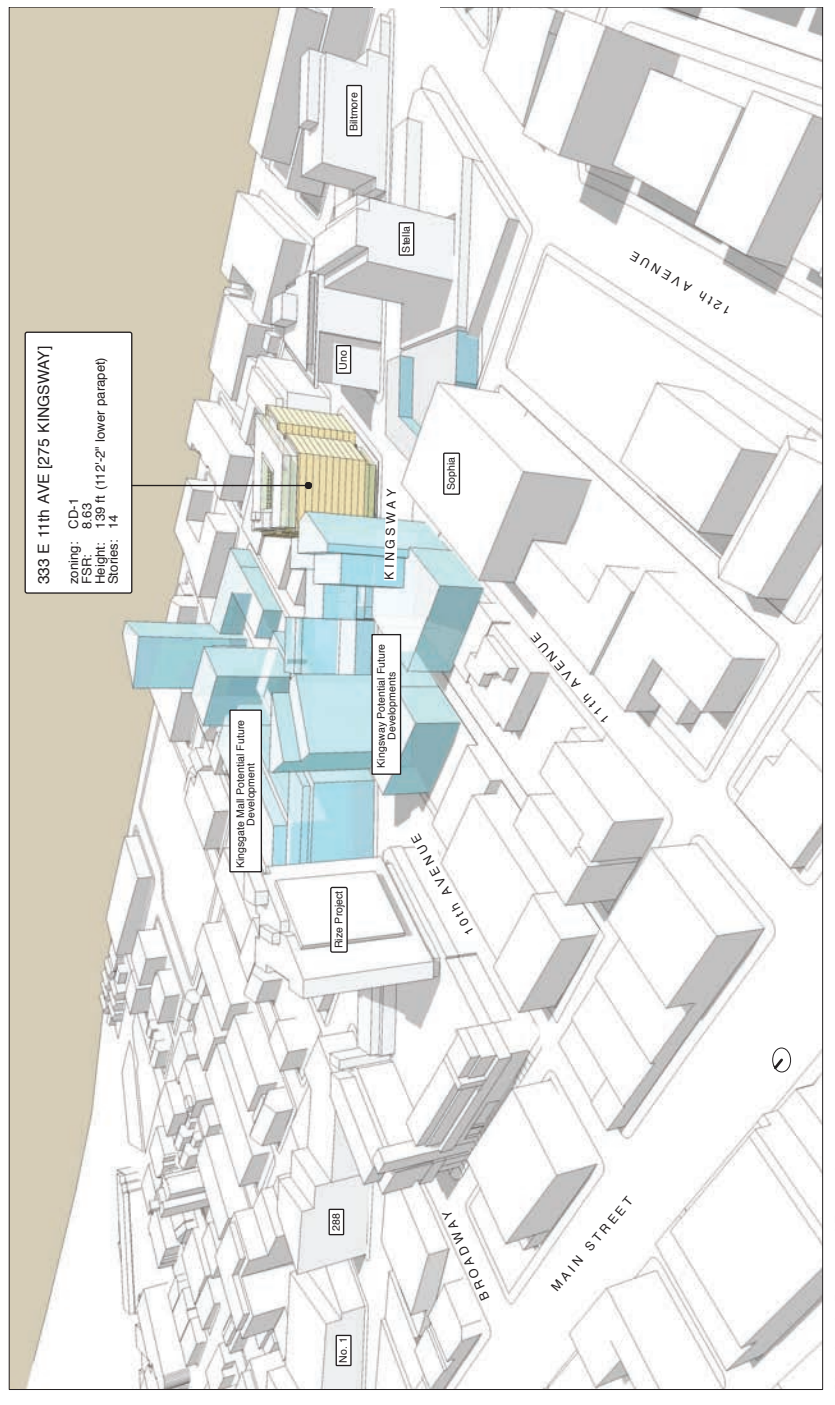 333 E 11th AVE [275 KINGSWAY]
zoning: CD-1
FSR: 8.63
Height: 139 ft (112'-2" lower parapet)
Stories: 14
No. 1
288
BROADWAY
MAIN STREET
Rize Project
10th AVENUE
Kingsgate Mall Potential Future
Development
Kingsway Potential Future
Developments
11th AVENUE
KINGSWAY
Sophia
Uno
Stella
12th AVENUE
Biltmore